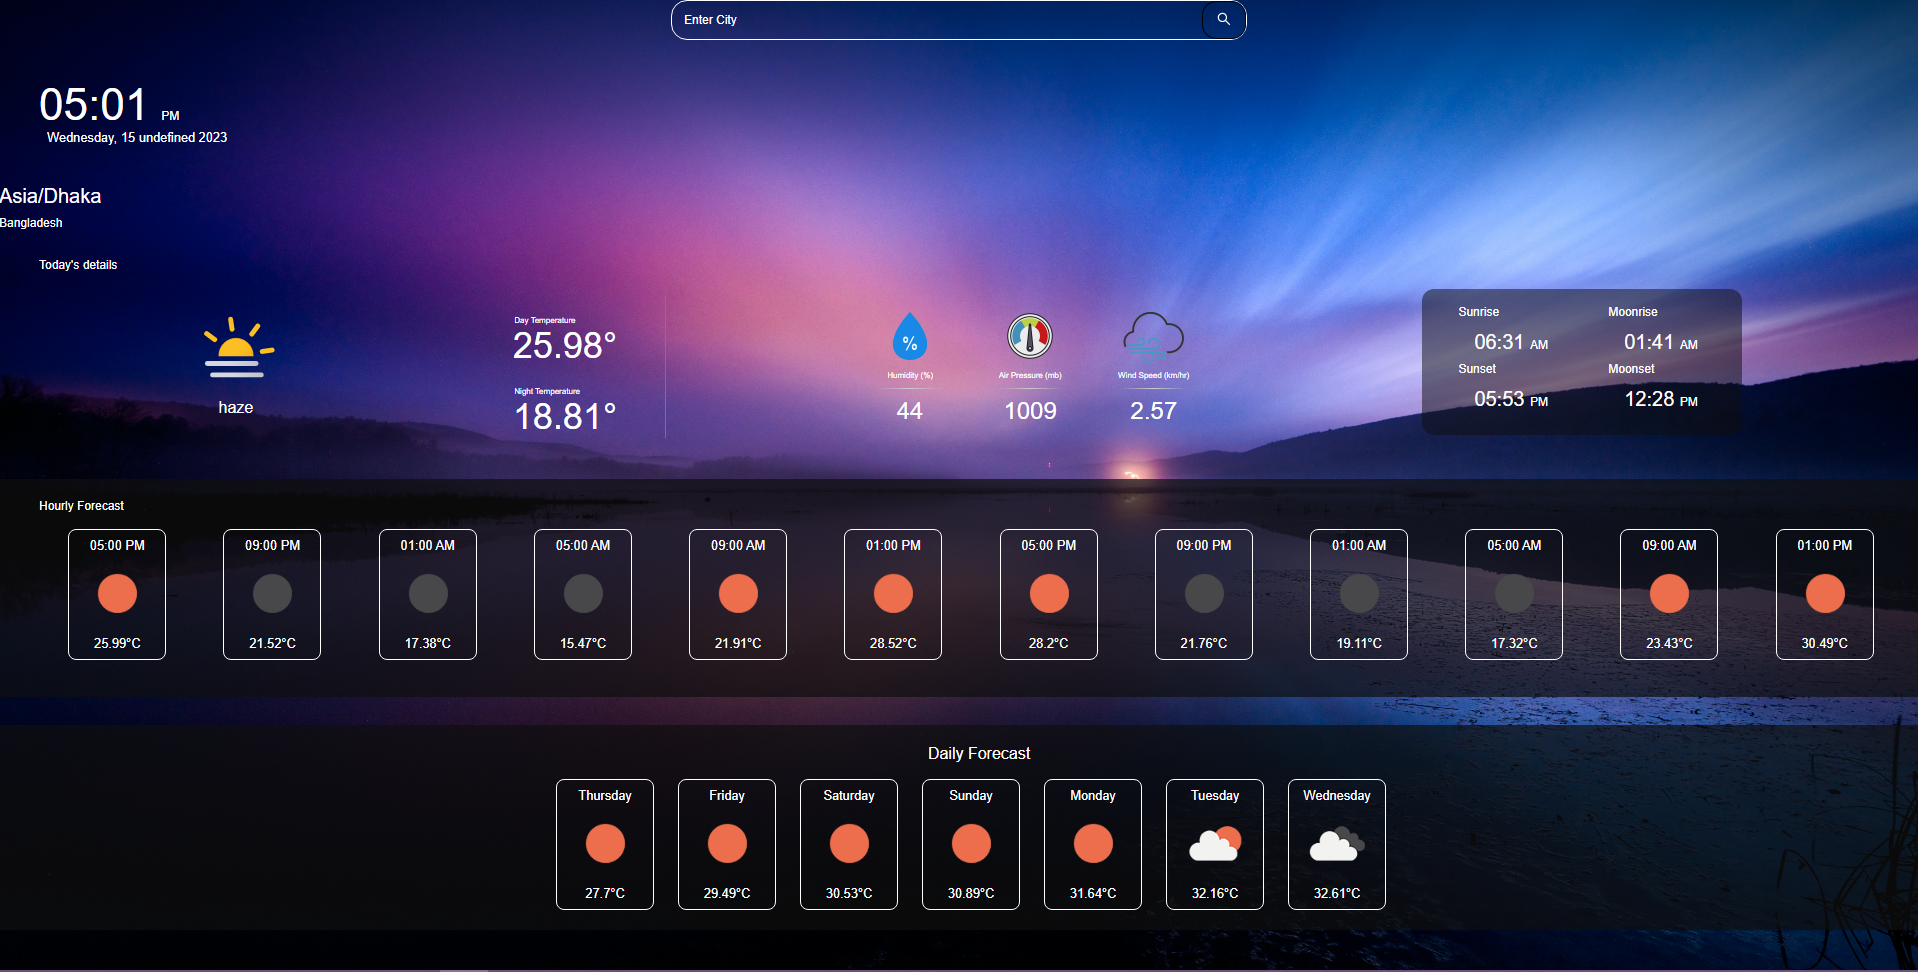 Enter City
05:01 PM
Wednesday, 15 undefined 2023
Asia/Dhaka
Bangladesh
Today's details
haze
Day Temperature
25.98°
Night Temperature
18.81°
%
Humidity (%) Air Pressure (mb) Wind Speed (km/hr)
44 1009 2.57
Sunrise Moonrise
06:31 AM 01:41 AM
Sunset Moonset
05:53 PM 12:28 PM
Hourly Forecast
05:00 PM 09:00 PM 01:00 AM 05:00 AM 09:00 AM 01:00 PM 05:00 PM 09:00 PM 01:00 AM 05:00 AM 09:00 AM 01:00 PM
25.99°C 21.52°C 17.38°C 15.47°C 21.91°C 28.52°C 28.2°C 21.76°C 19.11°C 17.32°C 23.43°C 30.49°C
Daily Forecast
Thursday Friday Saturday Sunday Monday Tuesday Wednesday
27.7°C 29.49°C 30.53°C 30.89°C 31.64°C 32.16°C 32.61°C